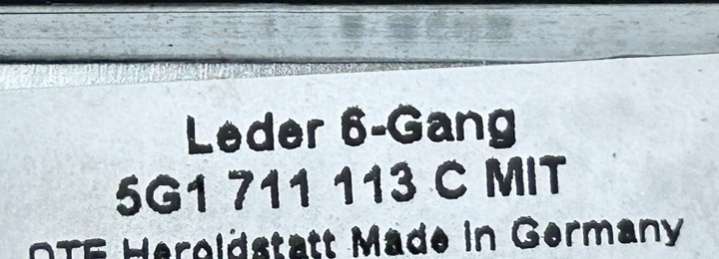 Leder 6-Gang
5G1 711 113 C MIT
Heroldstatt Made In Germany